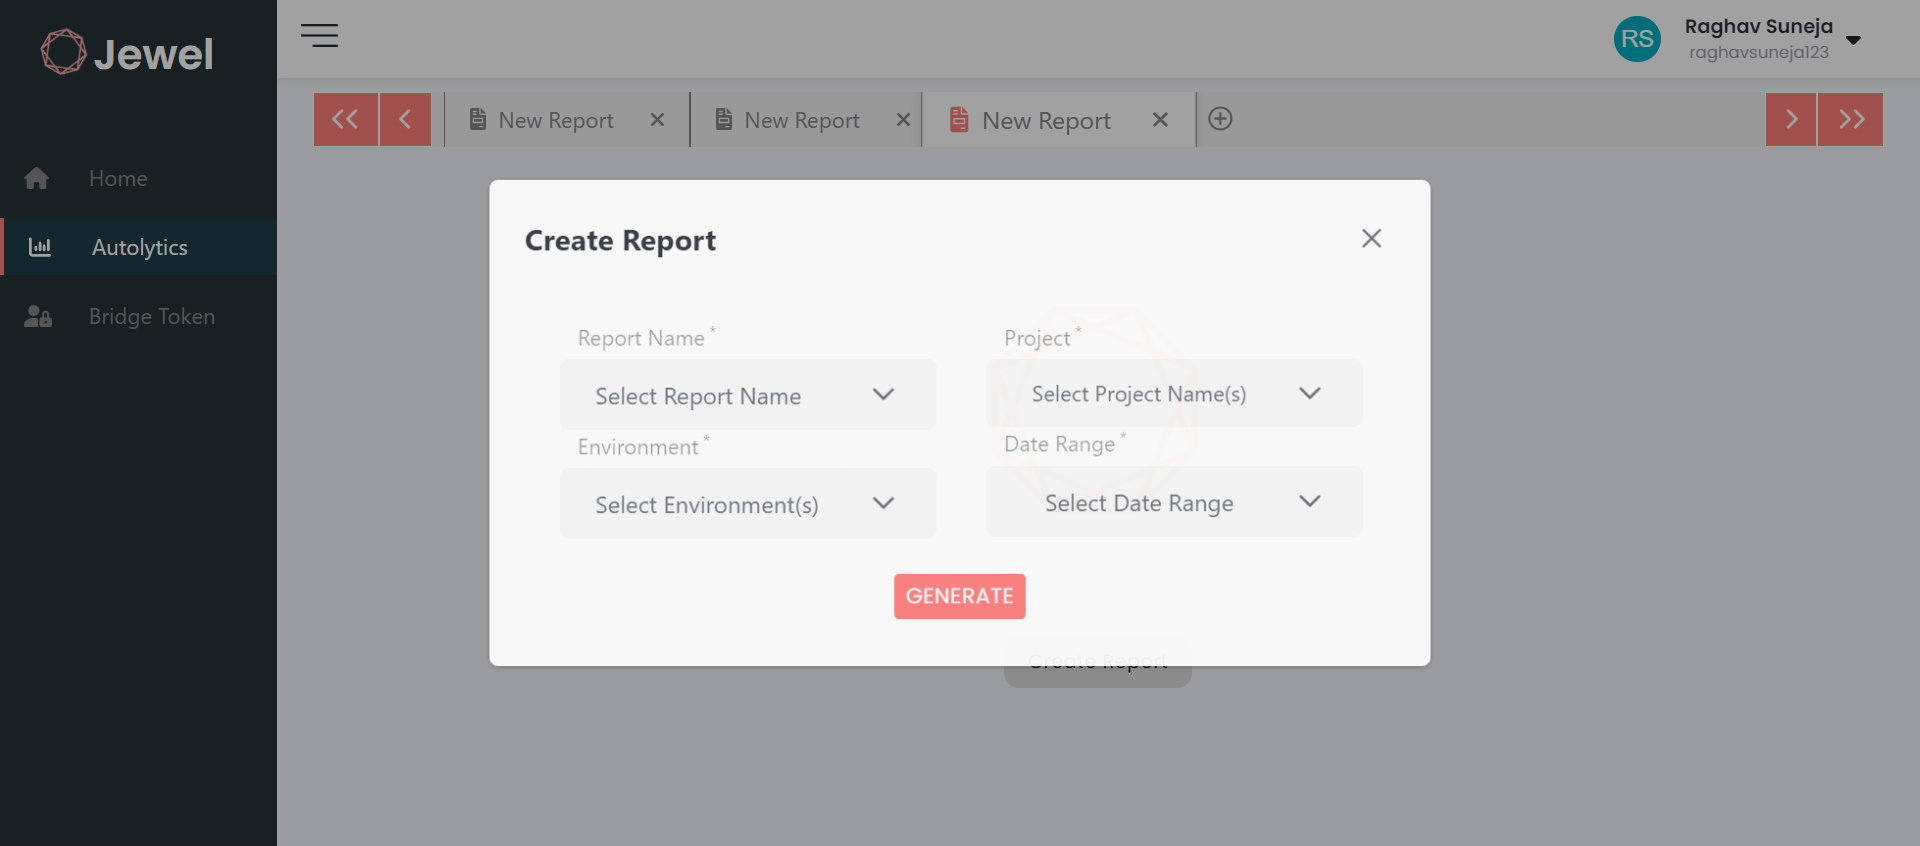 Jewel
Raghav Suneja
raghavsuneja123
RS
New Report
New Report
New Report
Home
Autolytics
Bridge Token
Create Report
Report Name *
Project *
Select Report Name
Select Project Name(s)
Environment *
Date Range *
Select Environment(s)
Select Date Range
GENERATE
Create Report